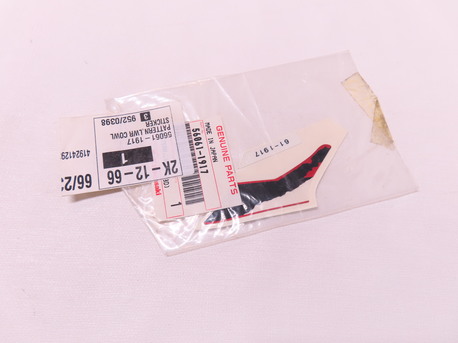 56061-1917
PATTERN,LWR COWL
STICKER 3 952/0398
41924129
1
2K-12-66
66/2
GENUINE PARTS
MADE IN JAPAN
56061-1917
1
61-1917